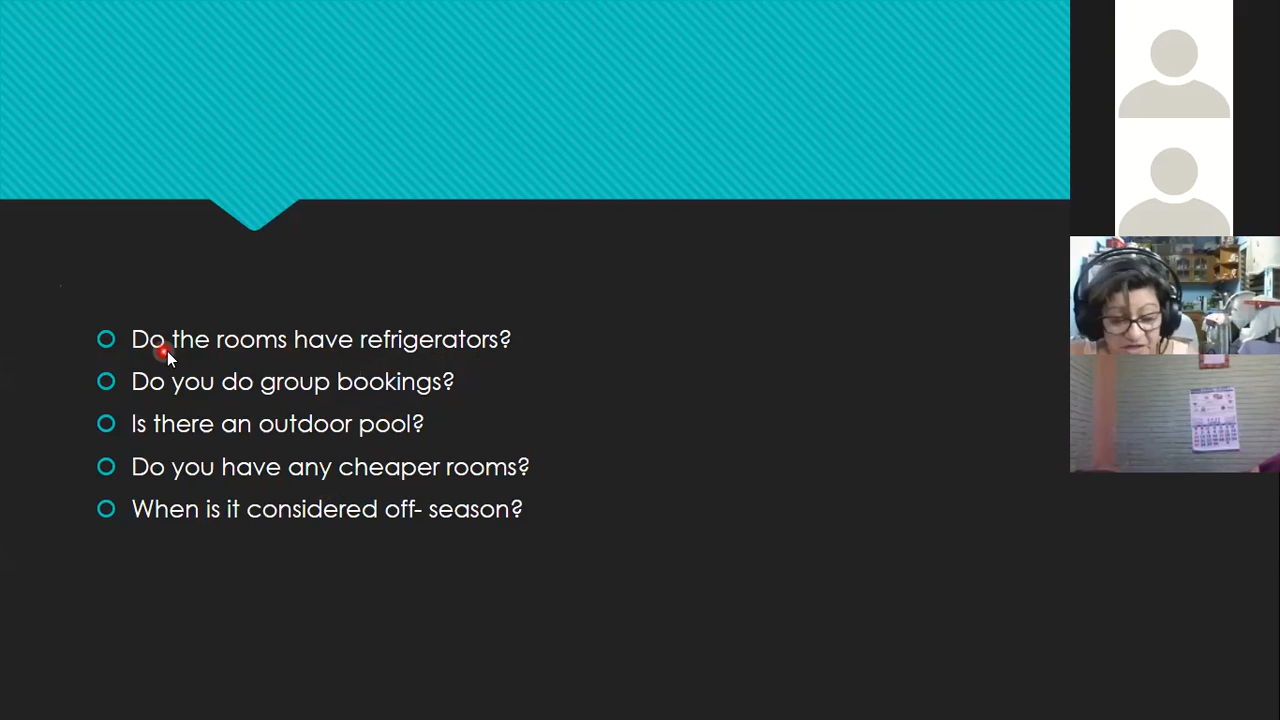 Do the rooms have refrigerators?
Do you do group bookings?
Is there an outdoor pool?
Do you have any cheaper rooms?
When is it considered off- season?